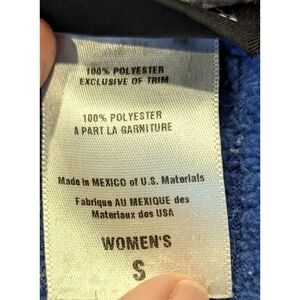 100% POLYESTER
EXCLUSIVE OF TRIM
100% POLYESTER
A PART LA GARNITURE
Made in MEXICO of U.S. Materials
Fabrique AU MEXIQUE des
Materiaux des USA
WOMEN'S
S